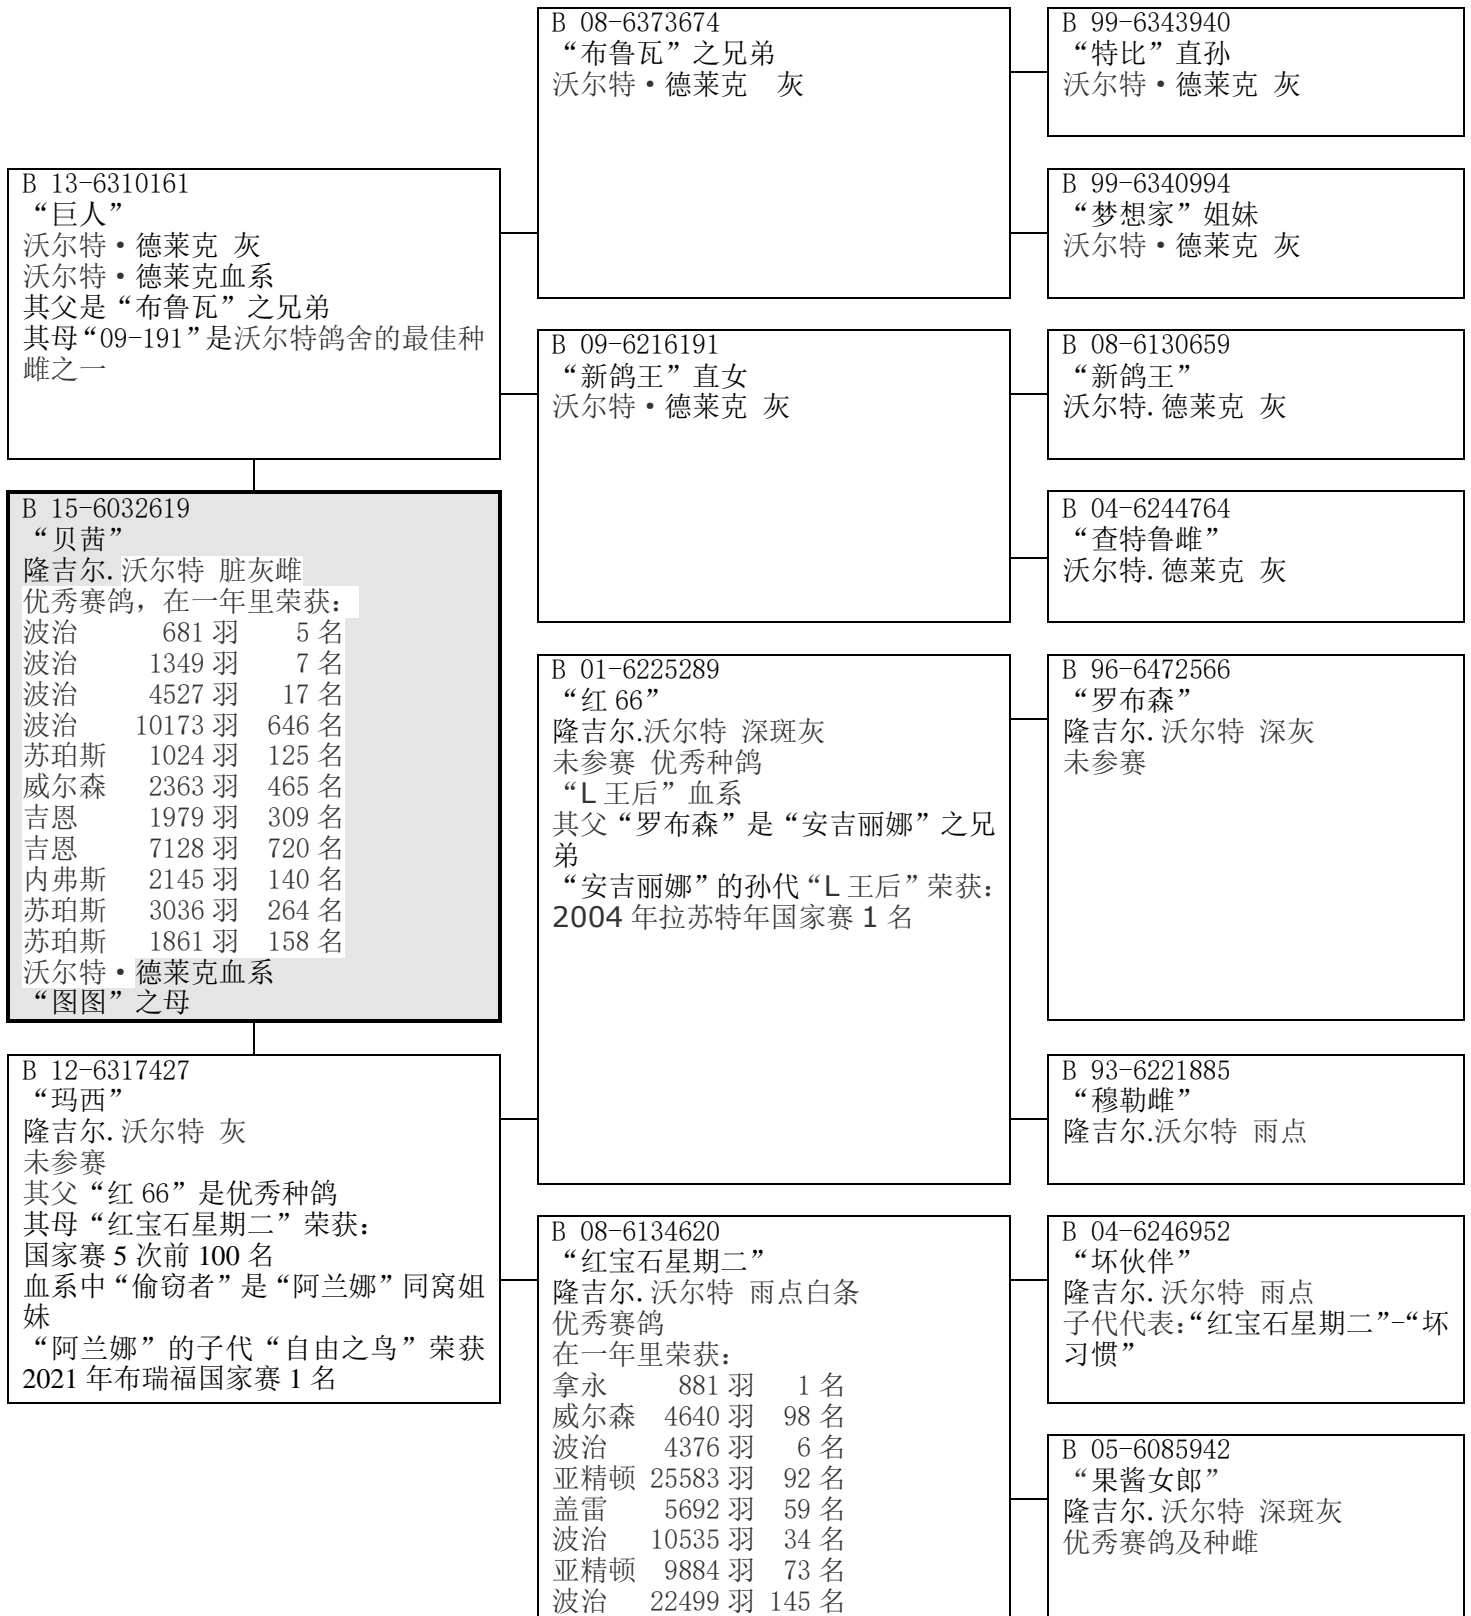 B 13-6310161
“巨人”
沃尔特·德莱克 灰
沃尔特·德莱克血系
其父是“布鲁瓦”之兄弟
其母“09-191”是沃尔特鸽舍的最佳种
雌之一
B 15-6032619
“贝茜”
隆吉尔.沃尔特 脏灰雌
优秀赛鸽，在一年里荣获：
波治 681 羽 5 名
波治 1349 羽 7 名
波治 4527 羽 17 名
波治 10173 羽 646 名
苏珀斯 1024 羽 125 名
威尔森 2363 羽 465 名
吉恩 1979 羽 309 名
吉恩 7128 羽 720 名
内弗斯 2145 羽 140 名
苏珀斯 3036 羽 264 名
苏珀斯 1861 羽 158 名
沃尔特·德莱克血系
“图图”之母
B 12-6317427
“玛西”
隆吉尔.沃尔特 灰
未参赛
其父“红 66”是优秀种鸽
其母“红宝石星期二”荣获：
国家赛 5 次前 100 名
血系中“偷窃者”是“阿兰娜”同窝姐
妹
“阿兰娜”的子代“自由之鸟”荣获
2021 年布瑞福国家赛 1 名
B 08-6373674
“布鲁瓦”之兄弟
沃尔特·德莱克 灰
B 09-6216191
“新鸽王”直女
沃尔特·德莱克 灰
B 01-6225289
“红 66”
隆吉尔.沃尔特 深斑灰
未参赛 优秀种鸽
“L 王后”血系
其父“罗布森”是“安吉丽娜”之兄
弟
“安吉丽娜”的孙代“L 王后”荣获：
2004 年拉苏特年国家赛 1 名
B 08-6134620
“红宝石星期二”
隆吉尔.沃尔特 雨点白条
优秀赛鸽
在一年里荣获：
拿永 881 羽 1 名
威尔森 4640 羽 98 名
波治 4376 羽 6 名
亚精顿 25583 羽 92 名
盖雷 5692 羽 59 名
波治 10535 羽 34 名
亚精顿 9884 羽 73 名
波治 22499 羽 145 名
B 99-6343940
“特比”直孙
沃尔特·德莱克 灰
B 99-6340994
“梦想家”姐妹
沃尔特·德莱克 灰
B 08-6130659
“新鸽王”
沃尔特.德莱克 灰
B 04-6244764
“查特鲁雌”
沃尔特.德莱克 灰
B 96-6472566
“罗布森”
隆吉尔.沃尔特 深灰
未参赛
B 93-6221885
“穆勒雌”
隆吉尔.沃尔特 雨点
B 04-6246952
“坏伙伴”
隆吉尔.沃尔特 雨点
子代代表：“红宝石星期二”-“坏
习惯”
B 05-6085942
“果酱女郎”
隆吉尔.沃尔特 深斑灰
优秀赛鸽及种雌